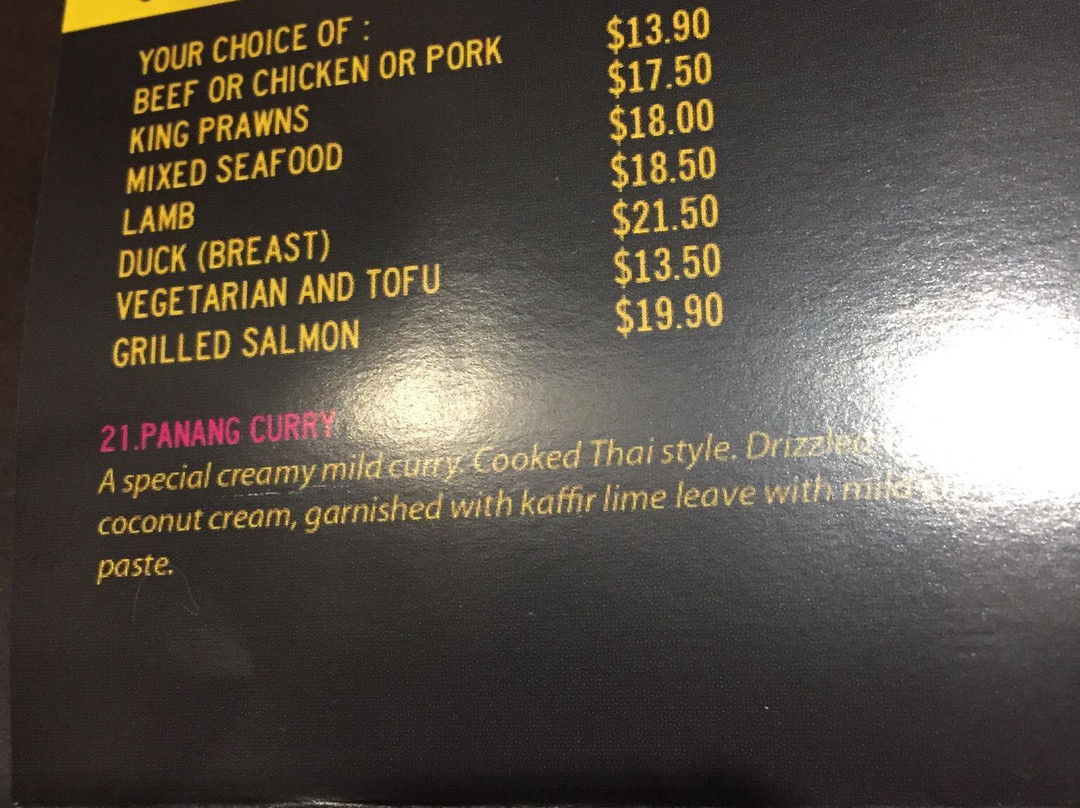 YOUR CHOICE OF :
BEEF OR CHICKEN OR PORK $13.90
KING PRAWNS $17.50
MIXED SEAFOOD $18.00
LAMB $18.50
DUCK (BREAST) $21.50
VEGETARIAN AND TOFU $13.50
GRILLED SALMON $19.90
21.PANANG CURRY
A special creamy mild curry. Cooked Thai style. Drizzled
coconut cream, garnished with kaffir lime leave with mild
paste.